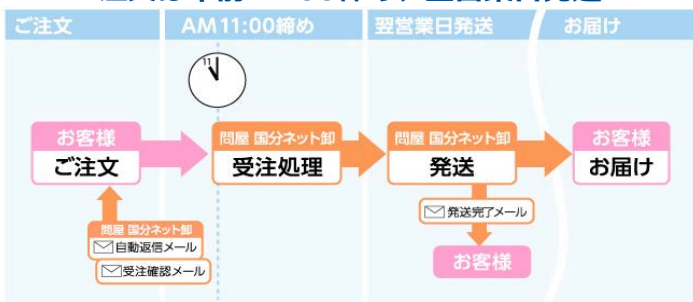 ご注文
AM11:00締め
翌営業日発送
お届け
11
お客様
ご注文
問屋 国分ネット卸
受注処理
問屋 国分ネット卸
発送
お客様
お届け
問屋 国分ネット卸
自動返信メール
受注確認メール
発送完了メール
お客様